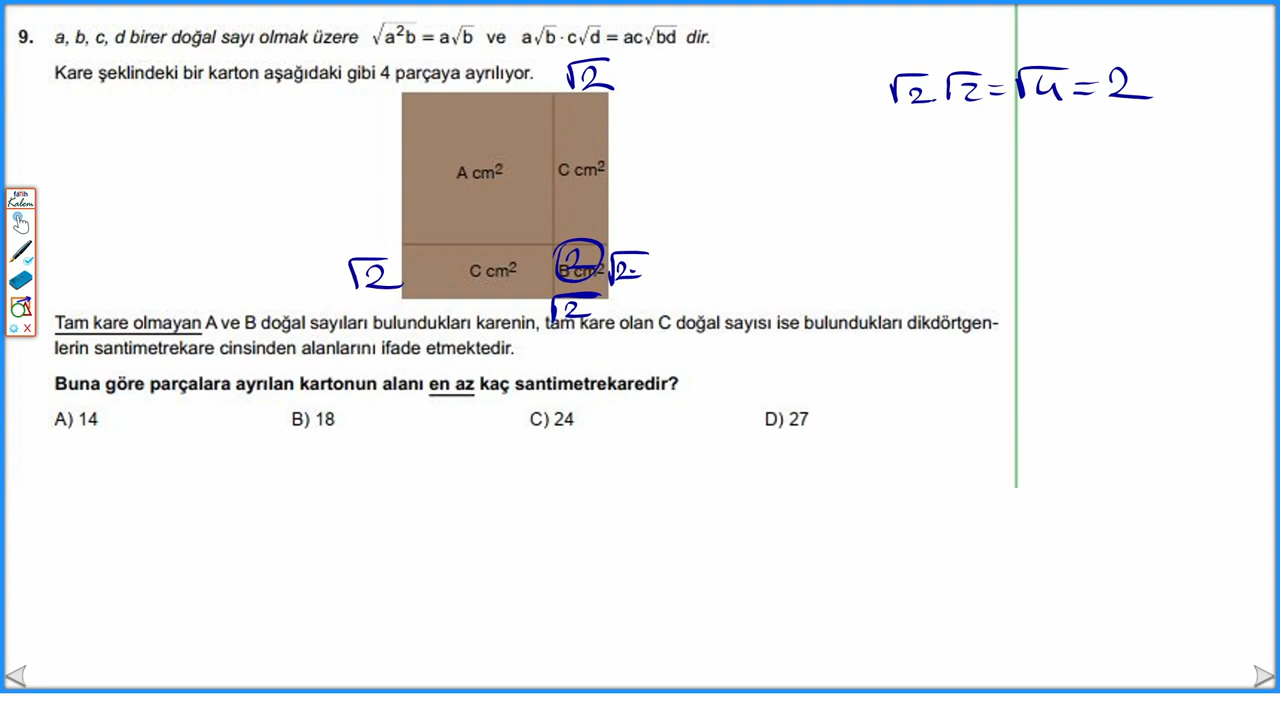 9. a, b, c, d birer doğal sayı olmak üzere √a²b = a√b ve a√b · c√d = ac√bd dir.
Kare şeklindeki bir karton aşağıdaki gibi 4 parçaya ayrılıyor.
√2
√2 . √2 = √4 = 2
A cm²
C cm²
fatih
Kalem
√2
C cm²
2
B cm²
√2
√2
Tam kare olmayan A ve B doğal sayıları bulundukları karenin, tam kare olan C doğal sayısı ise bulundukları dikdörtgen-
lerin santimetrekare cinsinden alanlarını ifade etmektedir.
Buna göre parçalara ayrılan kartonun alanı en az kaç santimetrekaredir?
A) 14 B) 18 C) 24 D) 27